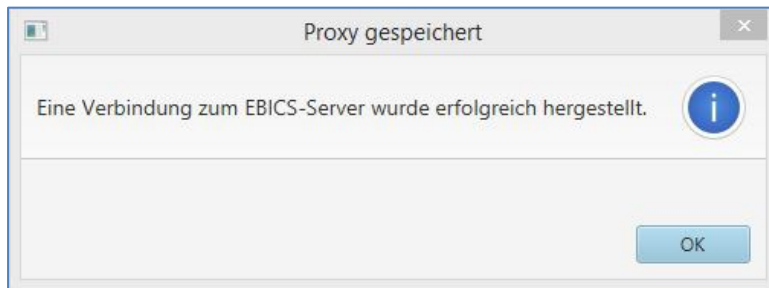 Proxy gespeichert
Eine Verbindung zum EBICS-Server wurde erfolgreich hergestellt.
OK